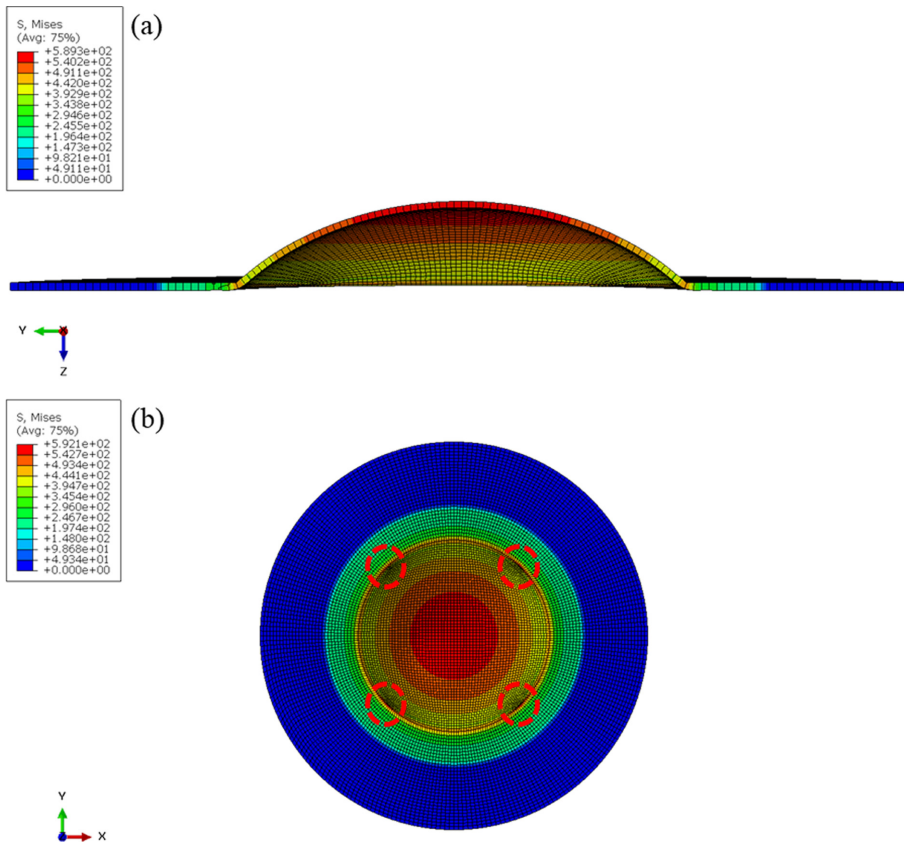 S, Mises
(Avg: 75%)
+5.893e+02
+5.402e+02
+4.911e+02
+4.420e+02
+3.929e+02
+3.438e+02
+2.946e+02
+2.455e+02
+1.964e+02
+1.473e+02
+9.821e+01
+4.911e+01
+0.000e+00
(a)
Y
X
Z
S, Mises
(Avg: 75%)
+5.921e+02
+5.427e+02
+4.934e+02
+4.441e+02
+3.947e+02
+3.454e+02
+2.960e+02
+2.467e+02
+1.974e+02
+1.480e+02
+9.868e+01
+4.934e+01
+0.000e+00
(b)
Y
X